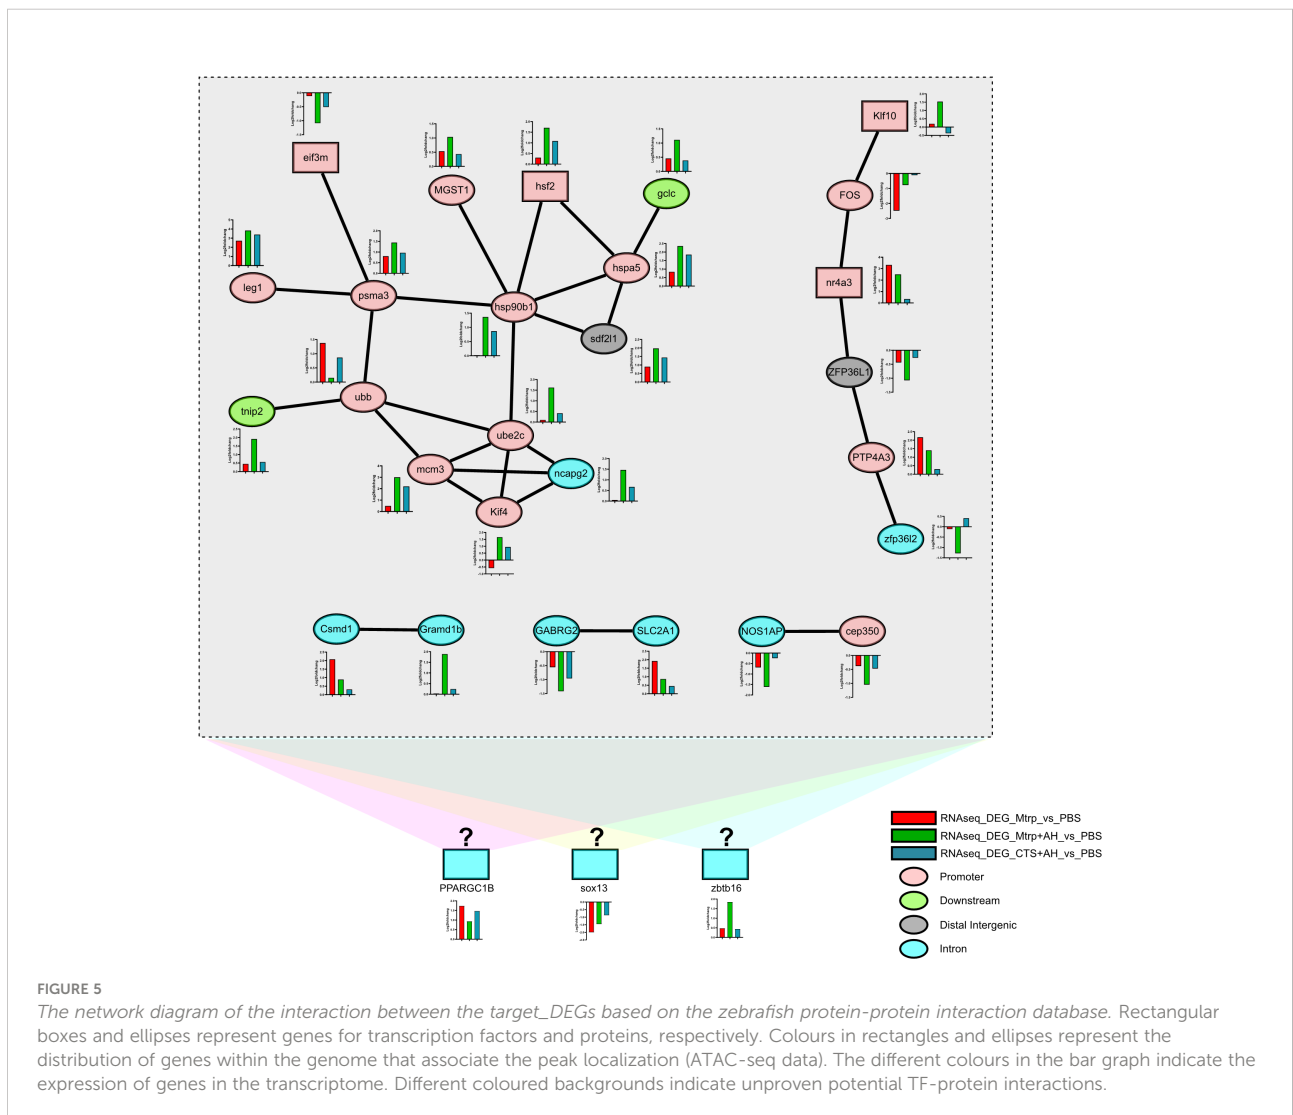 Klf10
eif3m
MGST1
hsf2
gclc
FOS
leg1
psma3
hsp90b1
hspa5
nr4a3
sdf2l1
ZFP36L1
tnip2
ubb
ube2c
mcm3
ncapg2
PTP4A3
Kif4
zfp36l2
Csmd1
Gramd1b
GABRG2
SLC2A1
NOS1AP
cep350
? ? ?
PPARGC1B
sox13
zbtb16
RNAseq_DEG_Mtrp_vs_PBS
RNAseq_DEG_Mtrp+AH_vs_PBS
RNAseq_DEG_CTS+AH_vs_PBS
Promoter
Downstream
Distal Intergenic
Intron
FIGURE 5
The network diagram of the interaction between the target_DEGs based on the zebrafish protein-protein interaction database. Rectangular
boxes and ellipses represent genes for transcription factors and proteins, respectively. Colours in rectangles and ellipses represent the
distribution of genes within the genome that associate the peak localization (ATAC-seq data). The different colours in the bar graph indicate the
expression of genes in the transcriptome. Different coloured backgrounds indicate unproven potential TF-protein interactions.